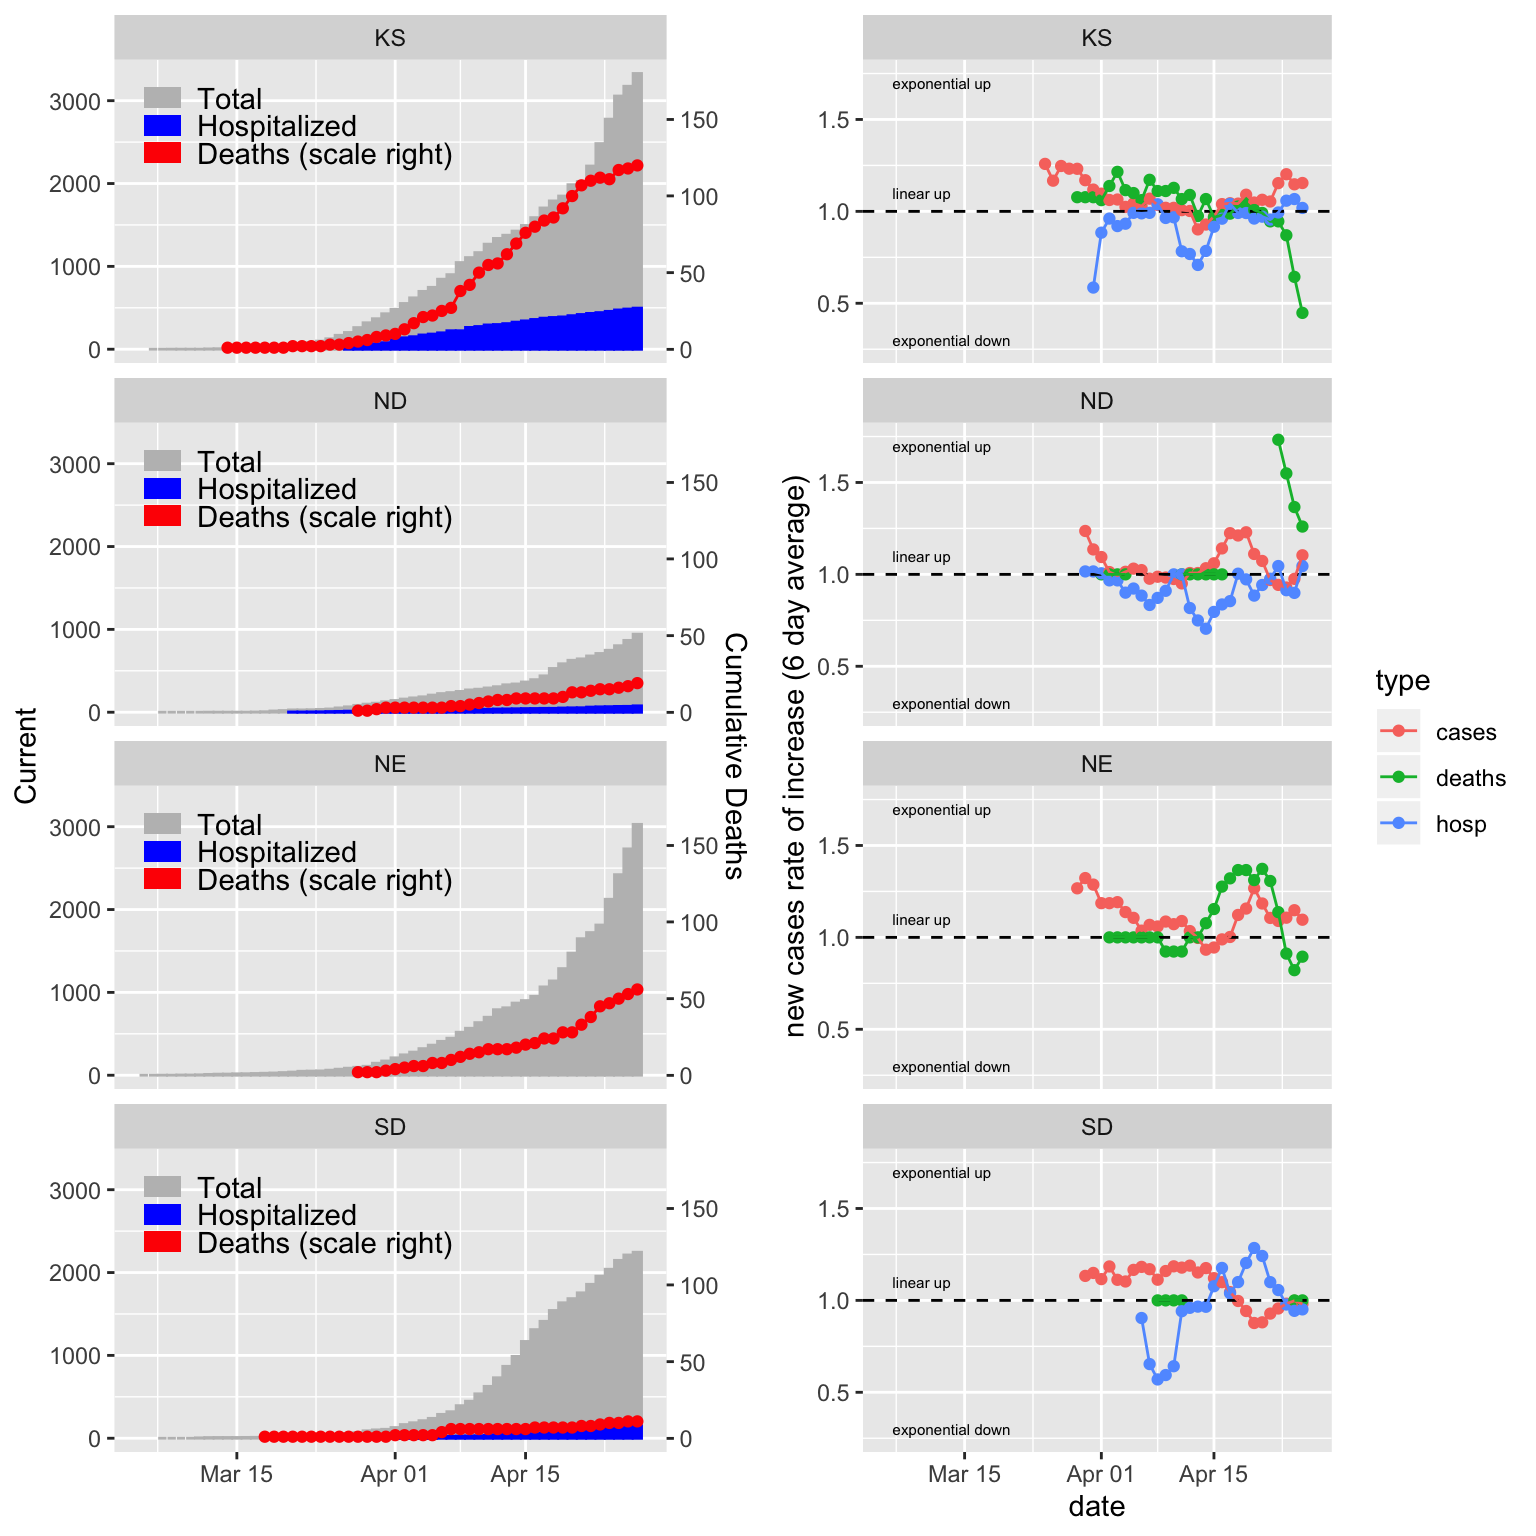 KS
3000
2000
1000
0
Total
Hospitalized
Deaths (scale right)
150
100
50
0
ND
3000
2000
1000
0
Total
Hospitalized
Deaths (scale right)
150
100
50
0
NE
3000
2000
1000
0
Total
Hospitalized
Deaths (scale right)
150
100
50
0
SD
3000
2000
1000
0
Total
Hospitalized
Deaths (scale right)
150
100
50
0
Mar 15
Apr 01
Apr 15
Current
Cumulative Deaths
KS
1.5
1.0
0.5
exponential up
linear up
exponential down
ND
1.5
1.0
0.5
exponential up
linear up
exponential down
NE
1.5
1.0
0.5
exponential up
linear up
exponential down
SD
1.5
1.0
0.5
exponential up
linear up
exponential down
Mar 15
Apr 01
Apr 15
date
new cases rate of increase (6 day average)
type
cases
deaths
hosp